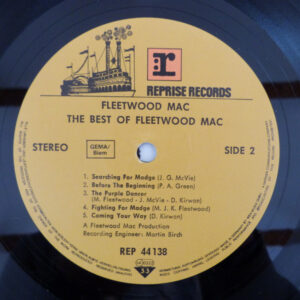 r
REPRISE RECORDS
FLEETWOOD MAC
THE BEST OF FLEETWOOD MAC
STEREO
GEMA/
Biem
SIDE 2
1. Searching For Madge (J. G. McVie)
2. Before The Beginning (P. A. Green)
3. The Purple Dancer
(M. Fleetwood - J. McVie - D. Kirwan)
4. Fighting For Madge (M. J. K. Fleetwood)
5. Coming Your Way (D. Kirwan)
A Fleetwood Mac Production
Recording Engineer: Martin Birch
REP 44 138
33